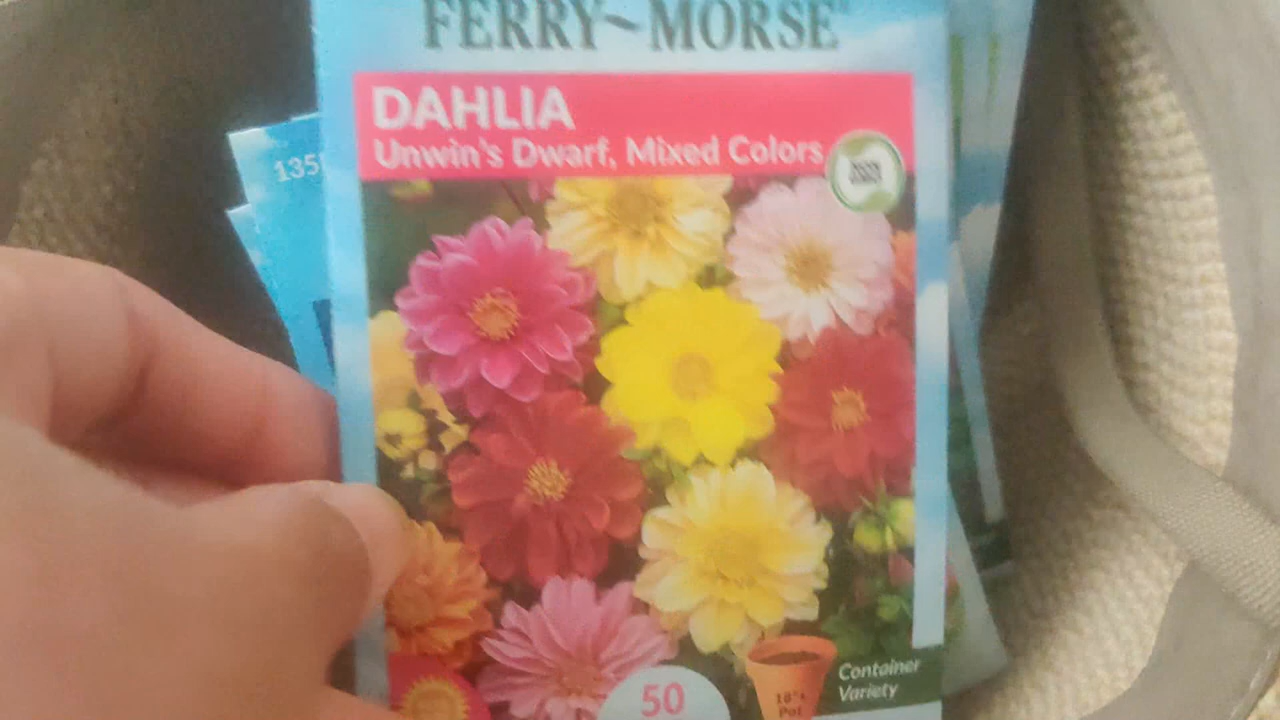 FERRY~MORSE
DAHLIA
Unwin's Dwarf, Mixed Colors
135
Container
Variety
18"+
Pot
50